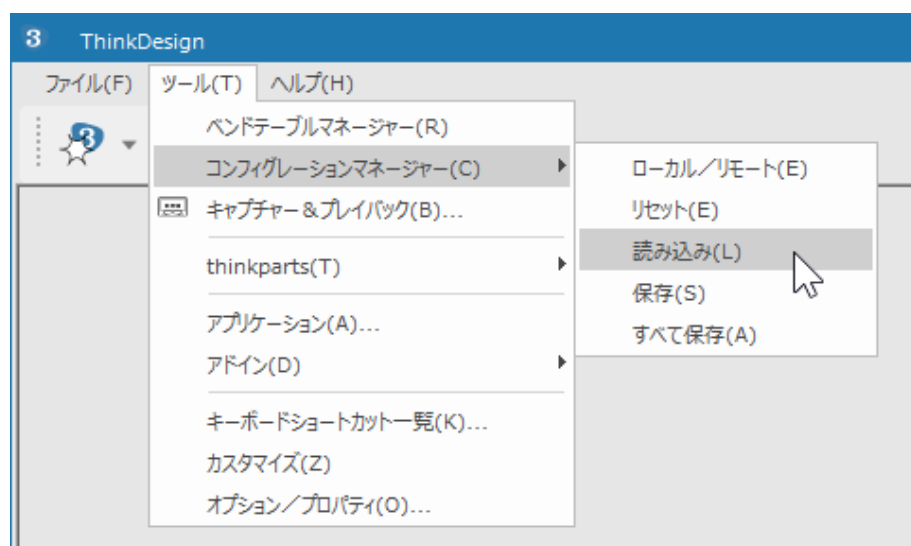 3 ThinkDesign
ファイル(F) ツール(T) ヘルプ(H)
3
ベンドテーブルマネージャー(R)
コンフィグレーションマネージャー(C)
キャプチャー&プレイバック(B)...
thinkparts(T)
アプリケーション(A)...
アドイン(D)
キーボードショートカット一覧(K)...
カスタマイズ(Z)
オプション/プロパティ(O)...
ローカル/リモート(E)
リセット(E)
読み込み(L)
保存(S)
すべて保存(A)